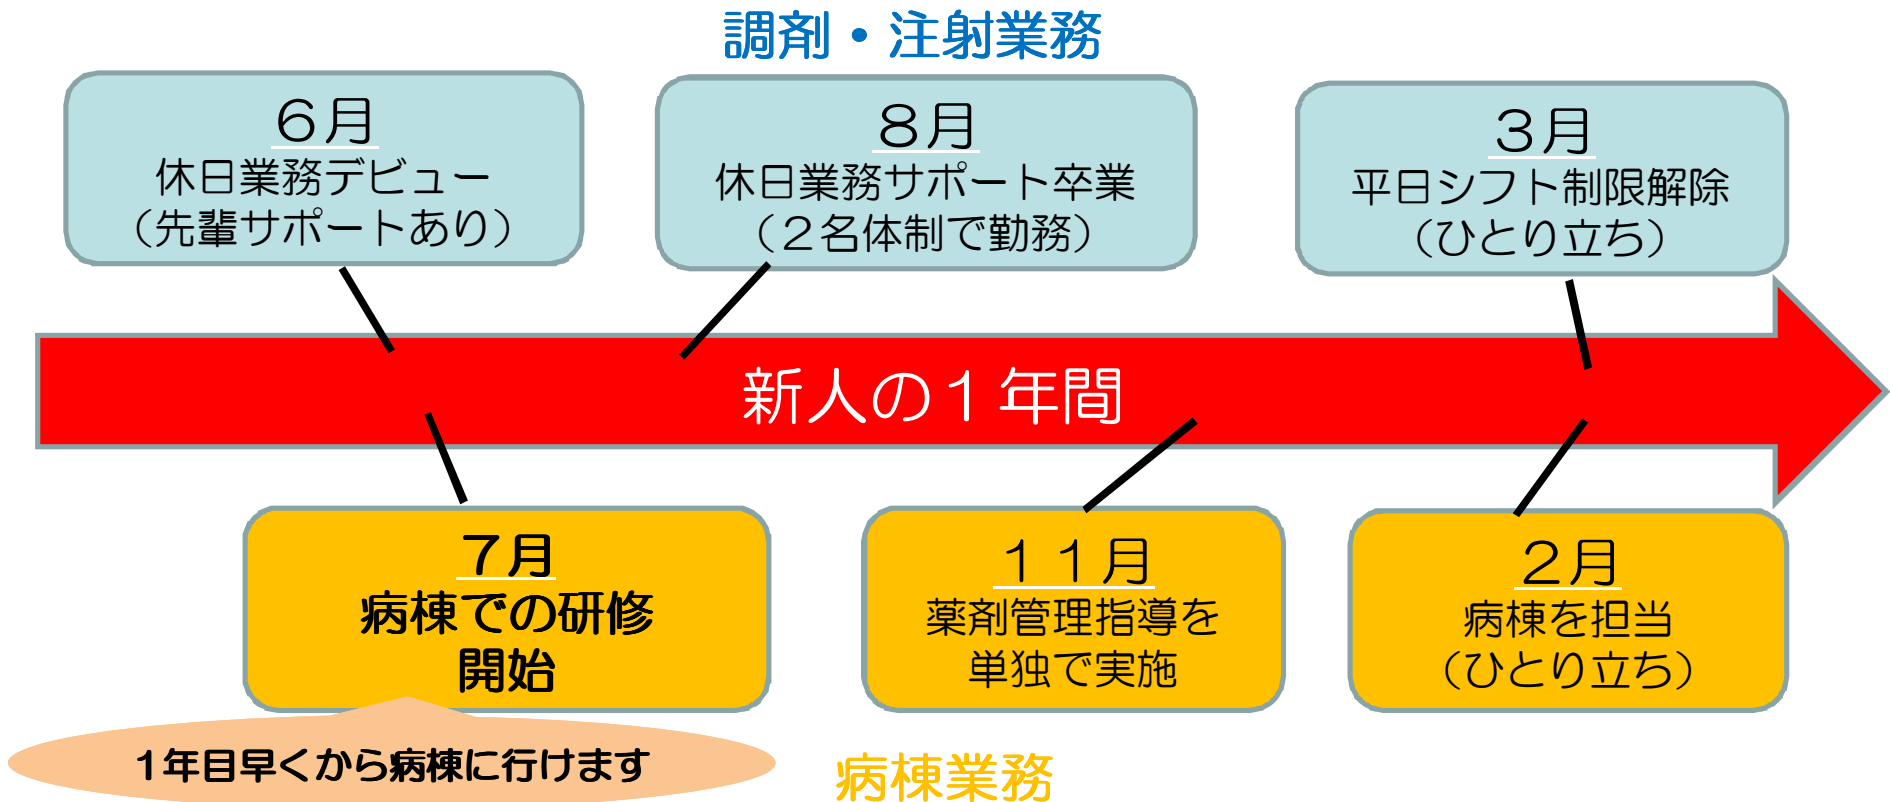 調剤・注射業務
６月
休日業務デビュー
（先輩サポートあり）
８月
休日業務サポート卒業
（２名体制で勤務）
３月
平日シフト制限解除
（ひとり立ち）
新人の１年間
７月
病棟での研修
開始
１１月
薬剤管理指導を
単独で実施
２月
病棟を担当
（ひとり立ち）
１年目早くから病棟に行けます
病棟業務